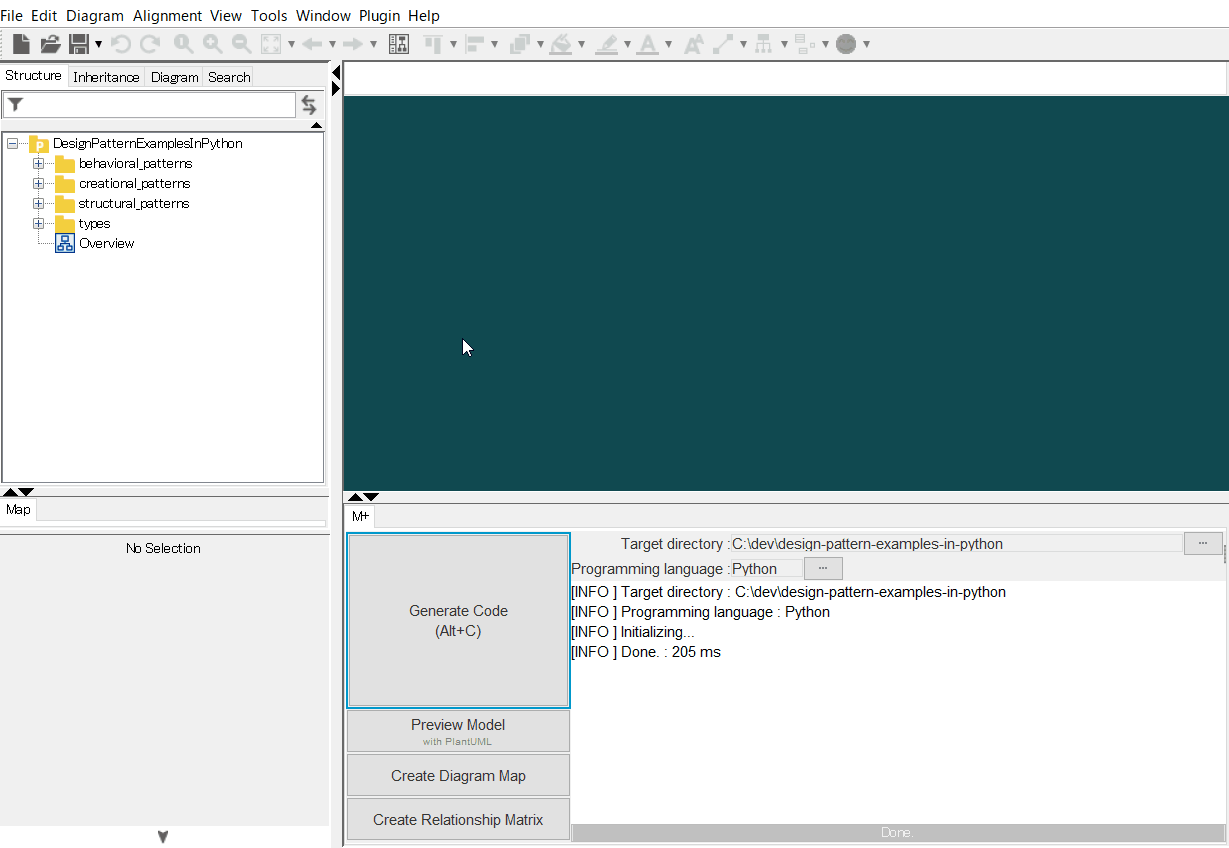 File Edit Diagram Alignment View Tools Window Plugin Help
Structure Inheritance Diagram Search
DesignPatternExamplesInPython
behavioral_patterns
creational_patterns
structural_patterns
types
Overview
Map
No Selection
M+
Generate Code
(Alt+C)
Preview Model
with PlantUML
Create Diagram Map
Create Relationship Matrix
Target directory : C:\dev\design-pattern-examples-in-python ...
Programming language : Python ...
[INFO ] Target directory : C:\dev\design-pattern-examples-in-python
[INFO ] Programming language : Python
[INFO ] Initializing...
[INFO ] Done. : 205 ms
Done.